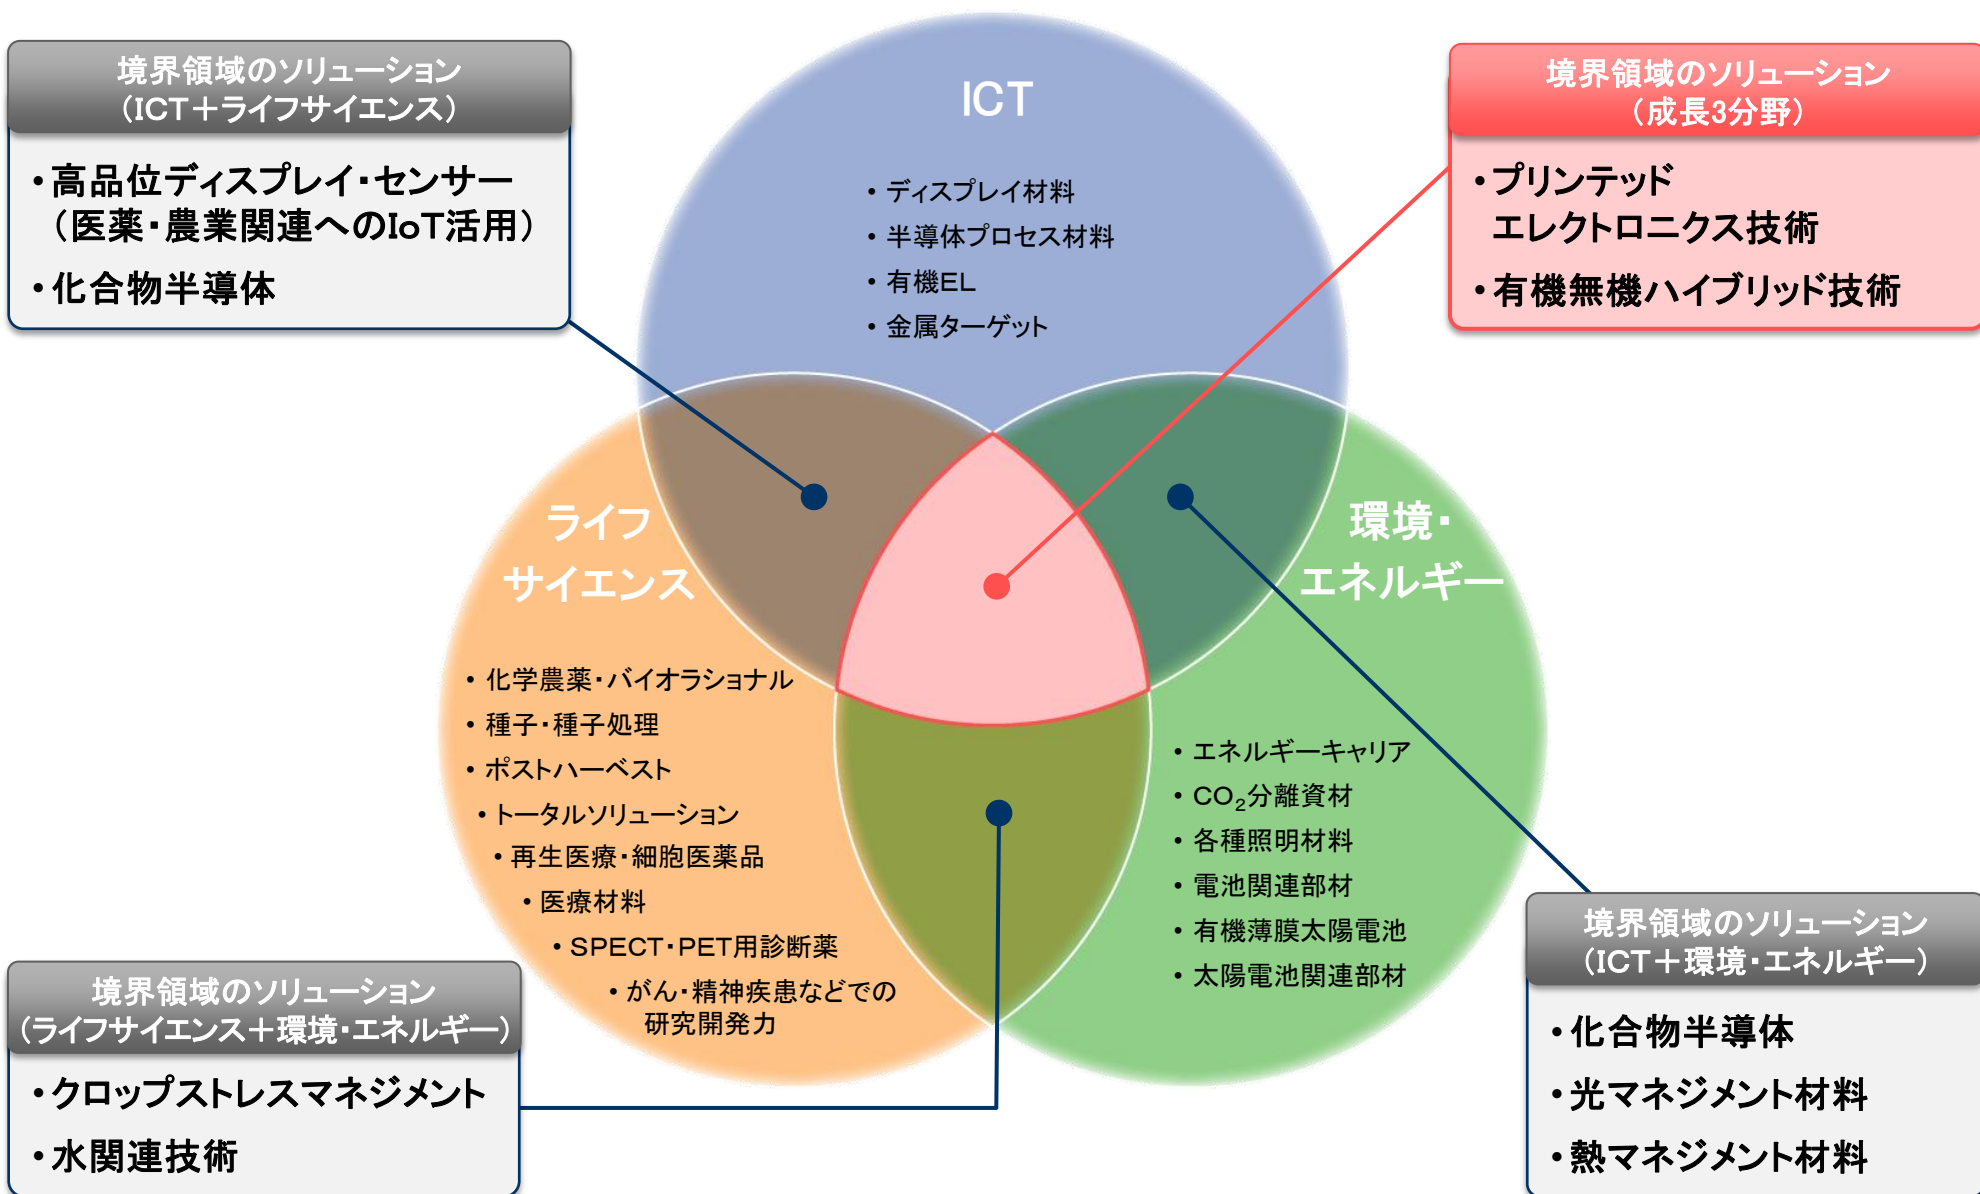 境界領域のソリューション
（ICT＋ライフサイエンス）
・高品位ディスプレイ・センサー
（医薬・農業関連へのIoT活用）
・化合物半導体
ICT
・ディスプレイ材料
・半導体プロセス材料
・有機EL
・金属ターゲット
境界領域のソリューション
（成長3分野）
・プリンテッド
エレクトロニクス技術
・有機無機ハイブリッド技術
ライフ
サイエンス
・化学農薬・バイオラショナル
・種子・種子処理
・ポストハーベスト
・トータルソリューション
・再生医療・細胞医薬品
・医療材料
・SPECT・PET用診断薬
・がん・精神疾患などでの
研究開発力
環境・
エネルギー
・エネルギーキャリア
・CO₂分離資材
・各種照明材料
・電池関連部材
・有機薄膜太陽電池
・太陽電池関連部材
境界領域のソリューション
（ライフサイエンス＋環境・エネルギー）
・クロップストレスマネジメント
・水関連技術
境界領域のソリューション
（ICT＋環境・エネルギー）
・化合物半導体
・光マネジメント材料
・熱マネジメント材料